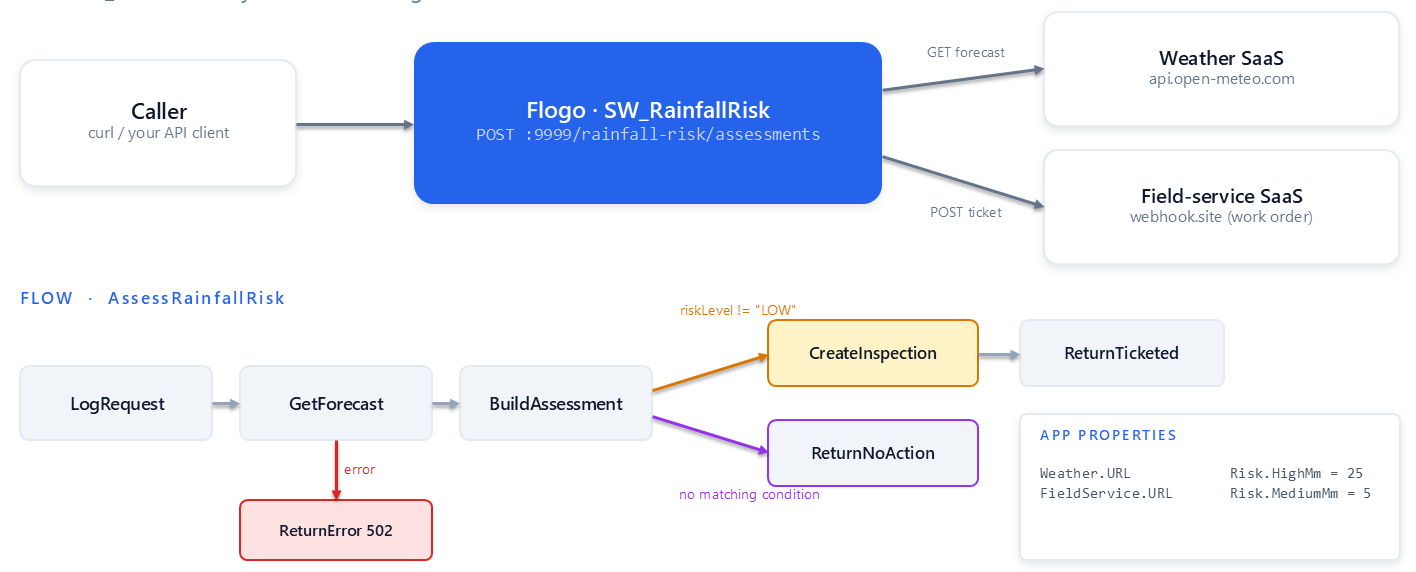 Caller
curl / your API client
Flogo · SW_RainfallRisk
POST :9999/rainfall-risk/assessments
GET forecast
Weather SaaS
api.open-meteo.com
POST ticket
Field-service SaaS
webhook.site (work order)
FLOW · AssessRainfallRisk
LogRequest
GetForecast
BuildAssessment
riskLevel != "LOW"
CreateInspection
ReturnTicketed
ReturnNoAction
no matching condition
error
ReturnError 502
APP PROPERTIES
Weather.URL Risk.HighMm = 25
FieldService.URL Risk.MediumMm = 5